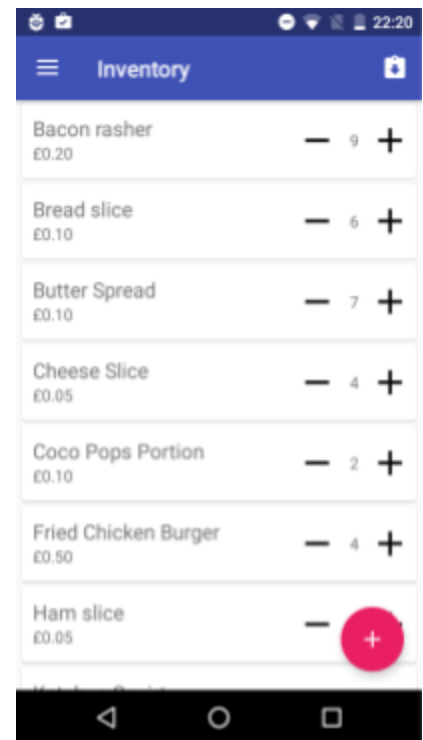 22:20
Inventory
Bacon rasher
£0.20
9
Bread slice
£0.10
6
Butter Spread
£0.10
7
Cheese Slice
£0.05
4
Coco Pops Portion
£0.10
2
Fried Chicken Burger
£0.50
4
Ham slice
£0.05